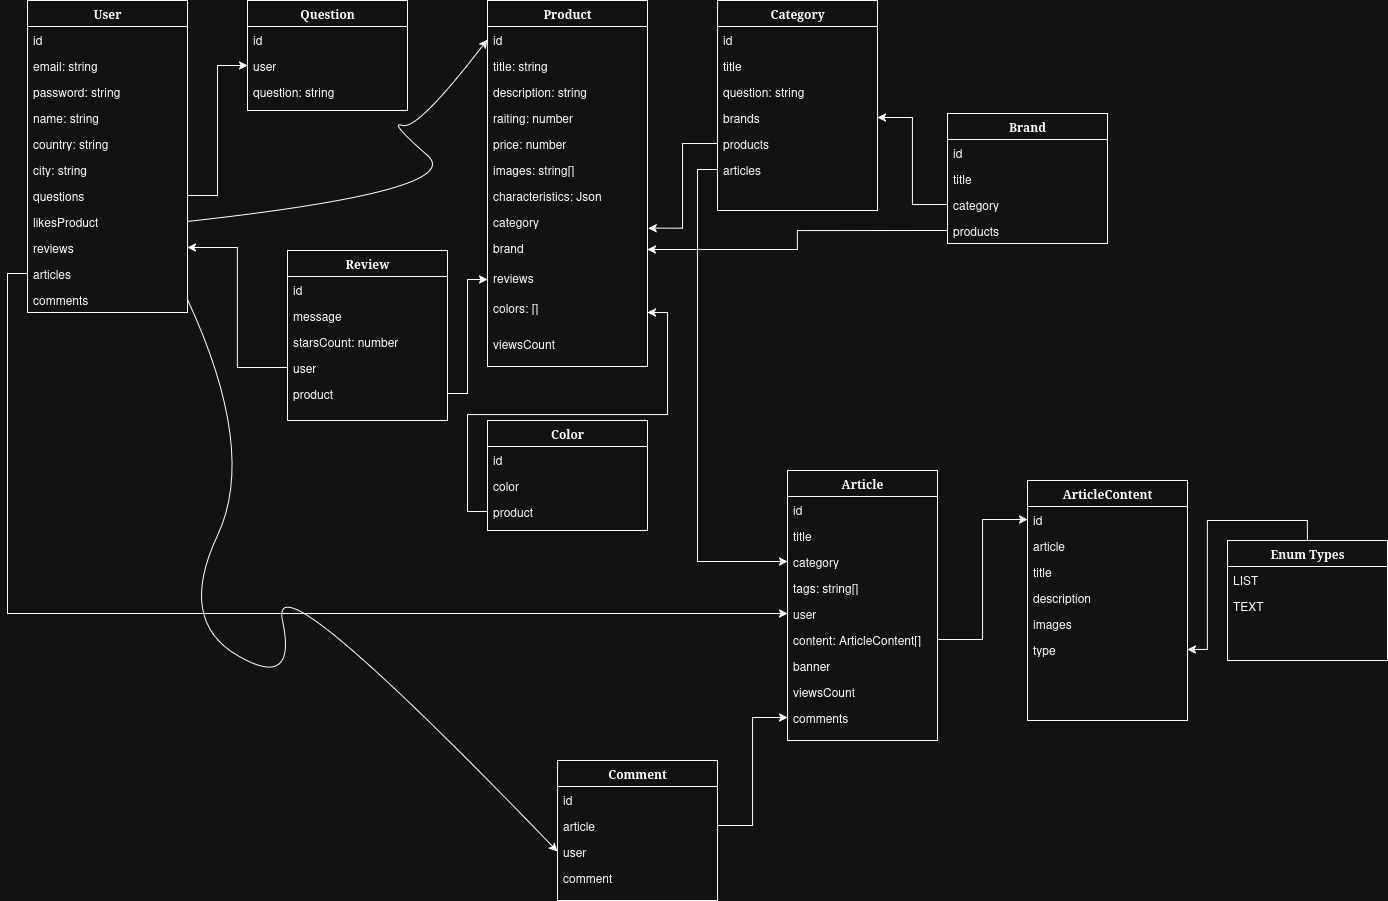 User
id
email: string
password: string
name: string
country: string
city: string
questions
likesProduct
reviews
articles
comments
Question
id
user
question: string
Product
id
title: string
description: string
raiting: number
price: number
images: string[]
characteristics: Json
category
brand
reviews
colors: []
viewsCount
Category
id
title
question: string
brands
products
articles
Brand
id
title
category
products
Review
id
message
starsCount: number
user
product
Color
id
color
product
Article
id
title
category
tags: string[]
user
content: ArticleContent[]
banner
viewsCount
comments
ArticleContent
id
article
title
description
images
type
Enum Types
LIST
TEXT
Comment
id
article
user
comment